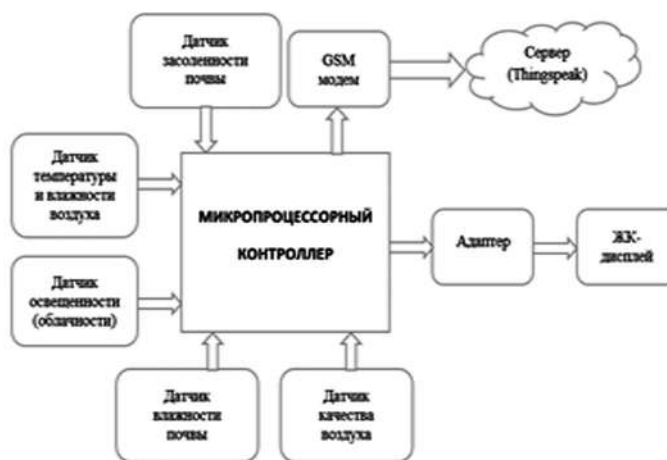 Датчик
засоленности
почвы
GSM
модем
Сервер
(Thingspeak)
Датчик
температуры
и влажности
воздуха
МИКРОПРОЦЕССОРНЫЙ
КОНТРОЛЛЕР
Адаптер
ЖК-
дисплей
Датчик
освещенности
(облачности)
Датчик
влажности
почвы
Датчик
качества
воздуха